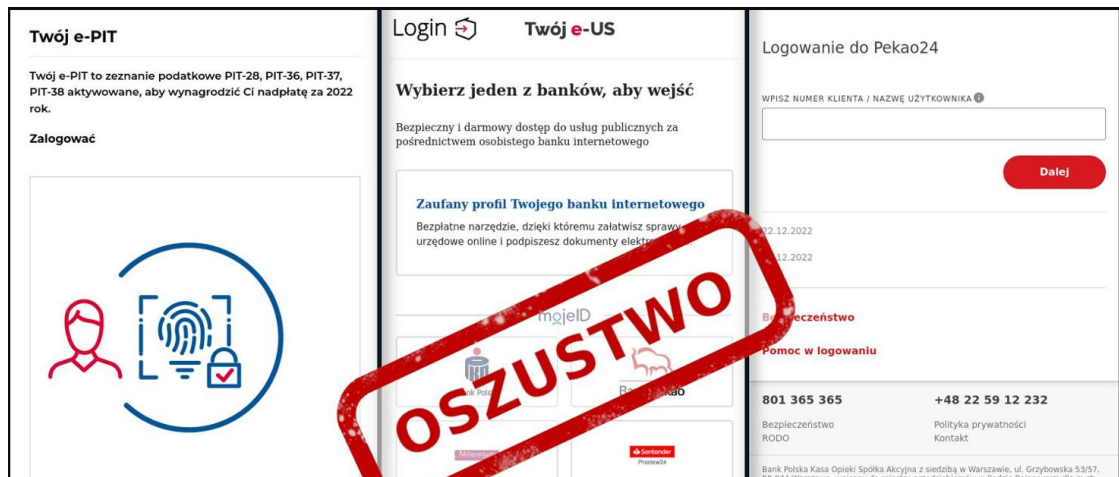 Twój e-PIT
Twój e-PIT to zeznanie podatkowe PIT-28, PIT-36, PIT-37,
PIT-38 aktywowane, aby wynagrodzić Ci nadpłatę za 2022
rok.
Zalogować
Login
Twój e-US
Wybierz jeden z banków, aby wejść
Bezpieczny i darmowy dostęp do usług publicznych za
pośrednictwem osobistego banku internetowego
Zaufany profil Twojego banku internetowego
Bezpłatne narzędzie, dzięki któremu załatwisz sprawy
urzędowe online i podpiszesz dokumenty
mojeID
Millennium
Santander
Przelew24
OSZUSTWO
Logowanie do Pekao24
WPISZ NUMER KLIENTA / NAZWĘ UŻYTKOWNIKA
Dalej
22.12.2022
12.2022
Bezpieczeństwo
Pomoc w logowaniu
801 365 365
+48 22 59 12 232
Bezpieczeństwo
Polityka prywatności
RODO
Kontakt
Bank Polska Kasa Opieki Spółka Akcyjna z siedzibą w Warszawie, ul. Grzybowska 53/57,